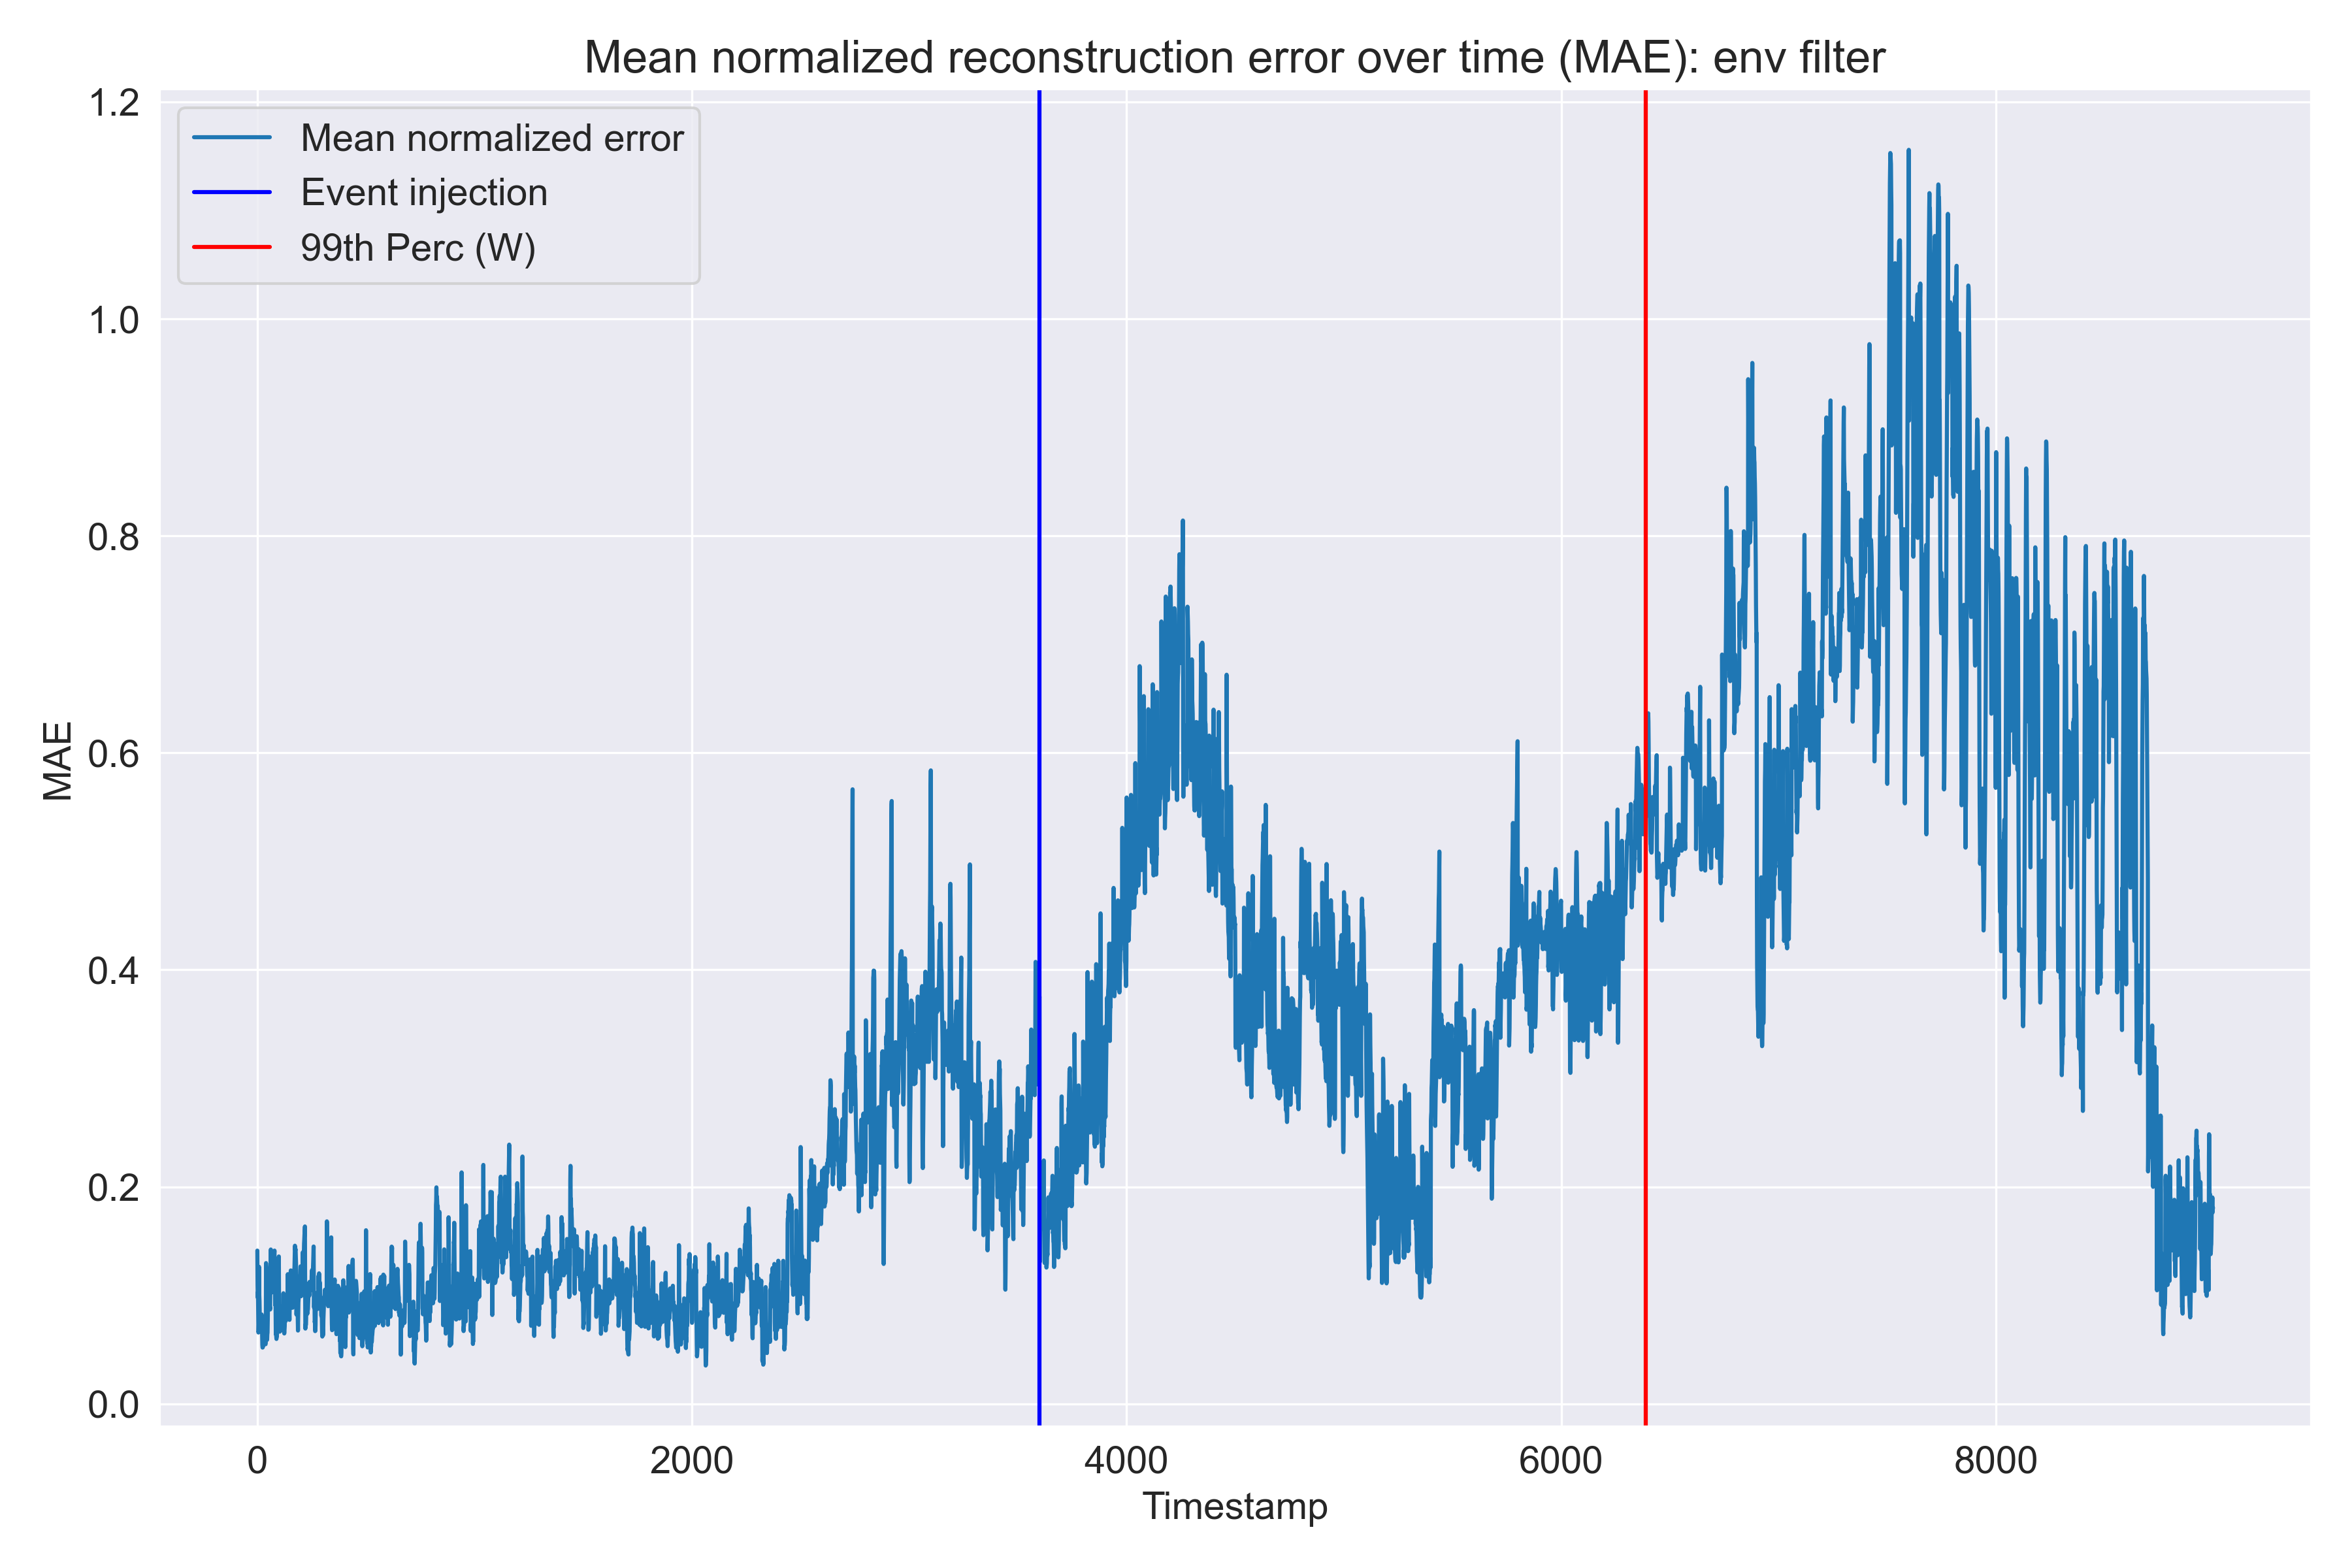 Mean normalized reconstruction error over time (MAE): env filter
1.2
1.0
0.8
0.6
0.4
0.2
0.0
MAE
Mean normalized error
Event injection
99th Perc (W)
0 2000 4000 6000 8000
Timestamp